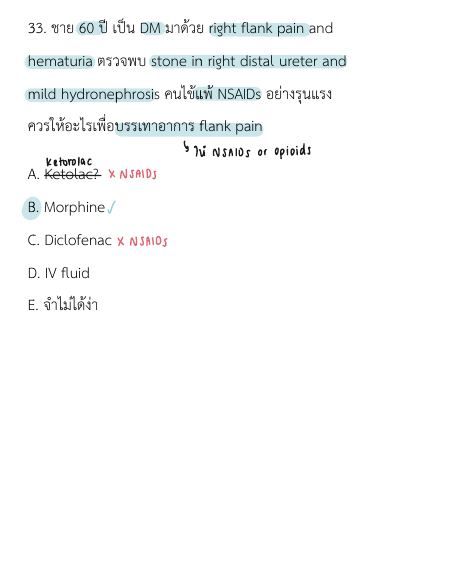 33. ชาย 60 ปี เป็น DM มาด้วย right flank pain and
hematuria ตรวจพบ stone in right distal ureter and
mild hydronephrosis คนไข้แพ้ NSAIDs อย่างรุนแรง
ควรให้อะไรเพื่อบรรเทาอาการ flank pain
↳ ให้ NSAIDs or opioids
Ketorolac
A. Ketolac? X NSAIDs
B. Morphine ✓
C. Diclofenac X NSAIDs
D. IV fluid
E. จำไม่ได้ง่า